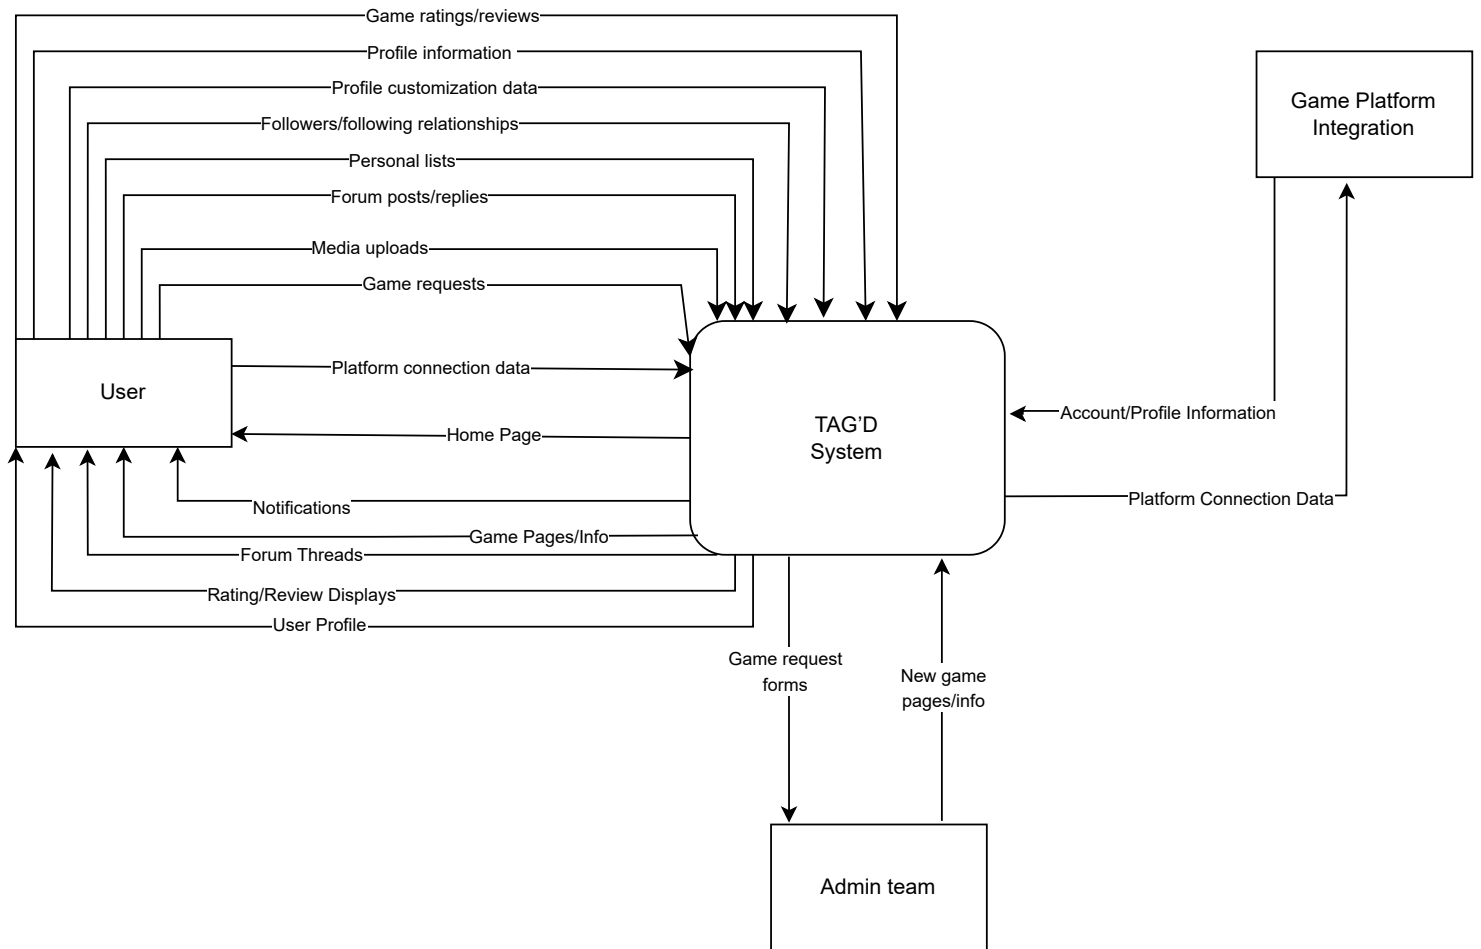 Game ratings/reviews
Profile information
Profile customization data
Followers/following relationships
Personal lists
Forum posts/replies
Media uploads
Game requests
Game Platform
Integration
User
Platform connection data
TAG’D
System
Account/Profile Information
Home Page
Platform Connection Data
Notifications
Game Pages/Info
Forum Threads
Rating/Review Displays
User Profile
Game request
forms
New game
pages/info
Admin team